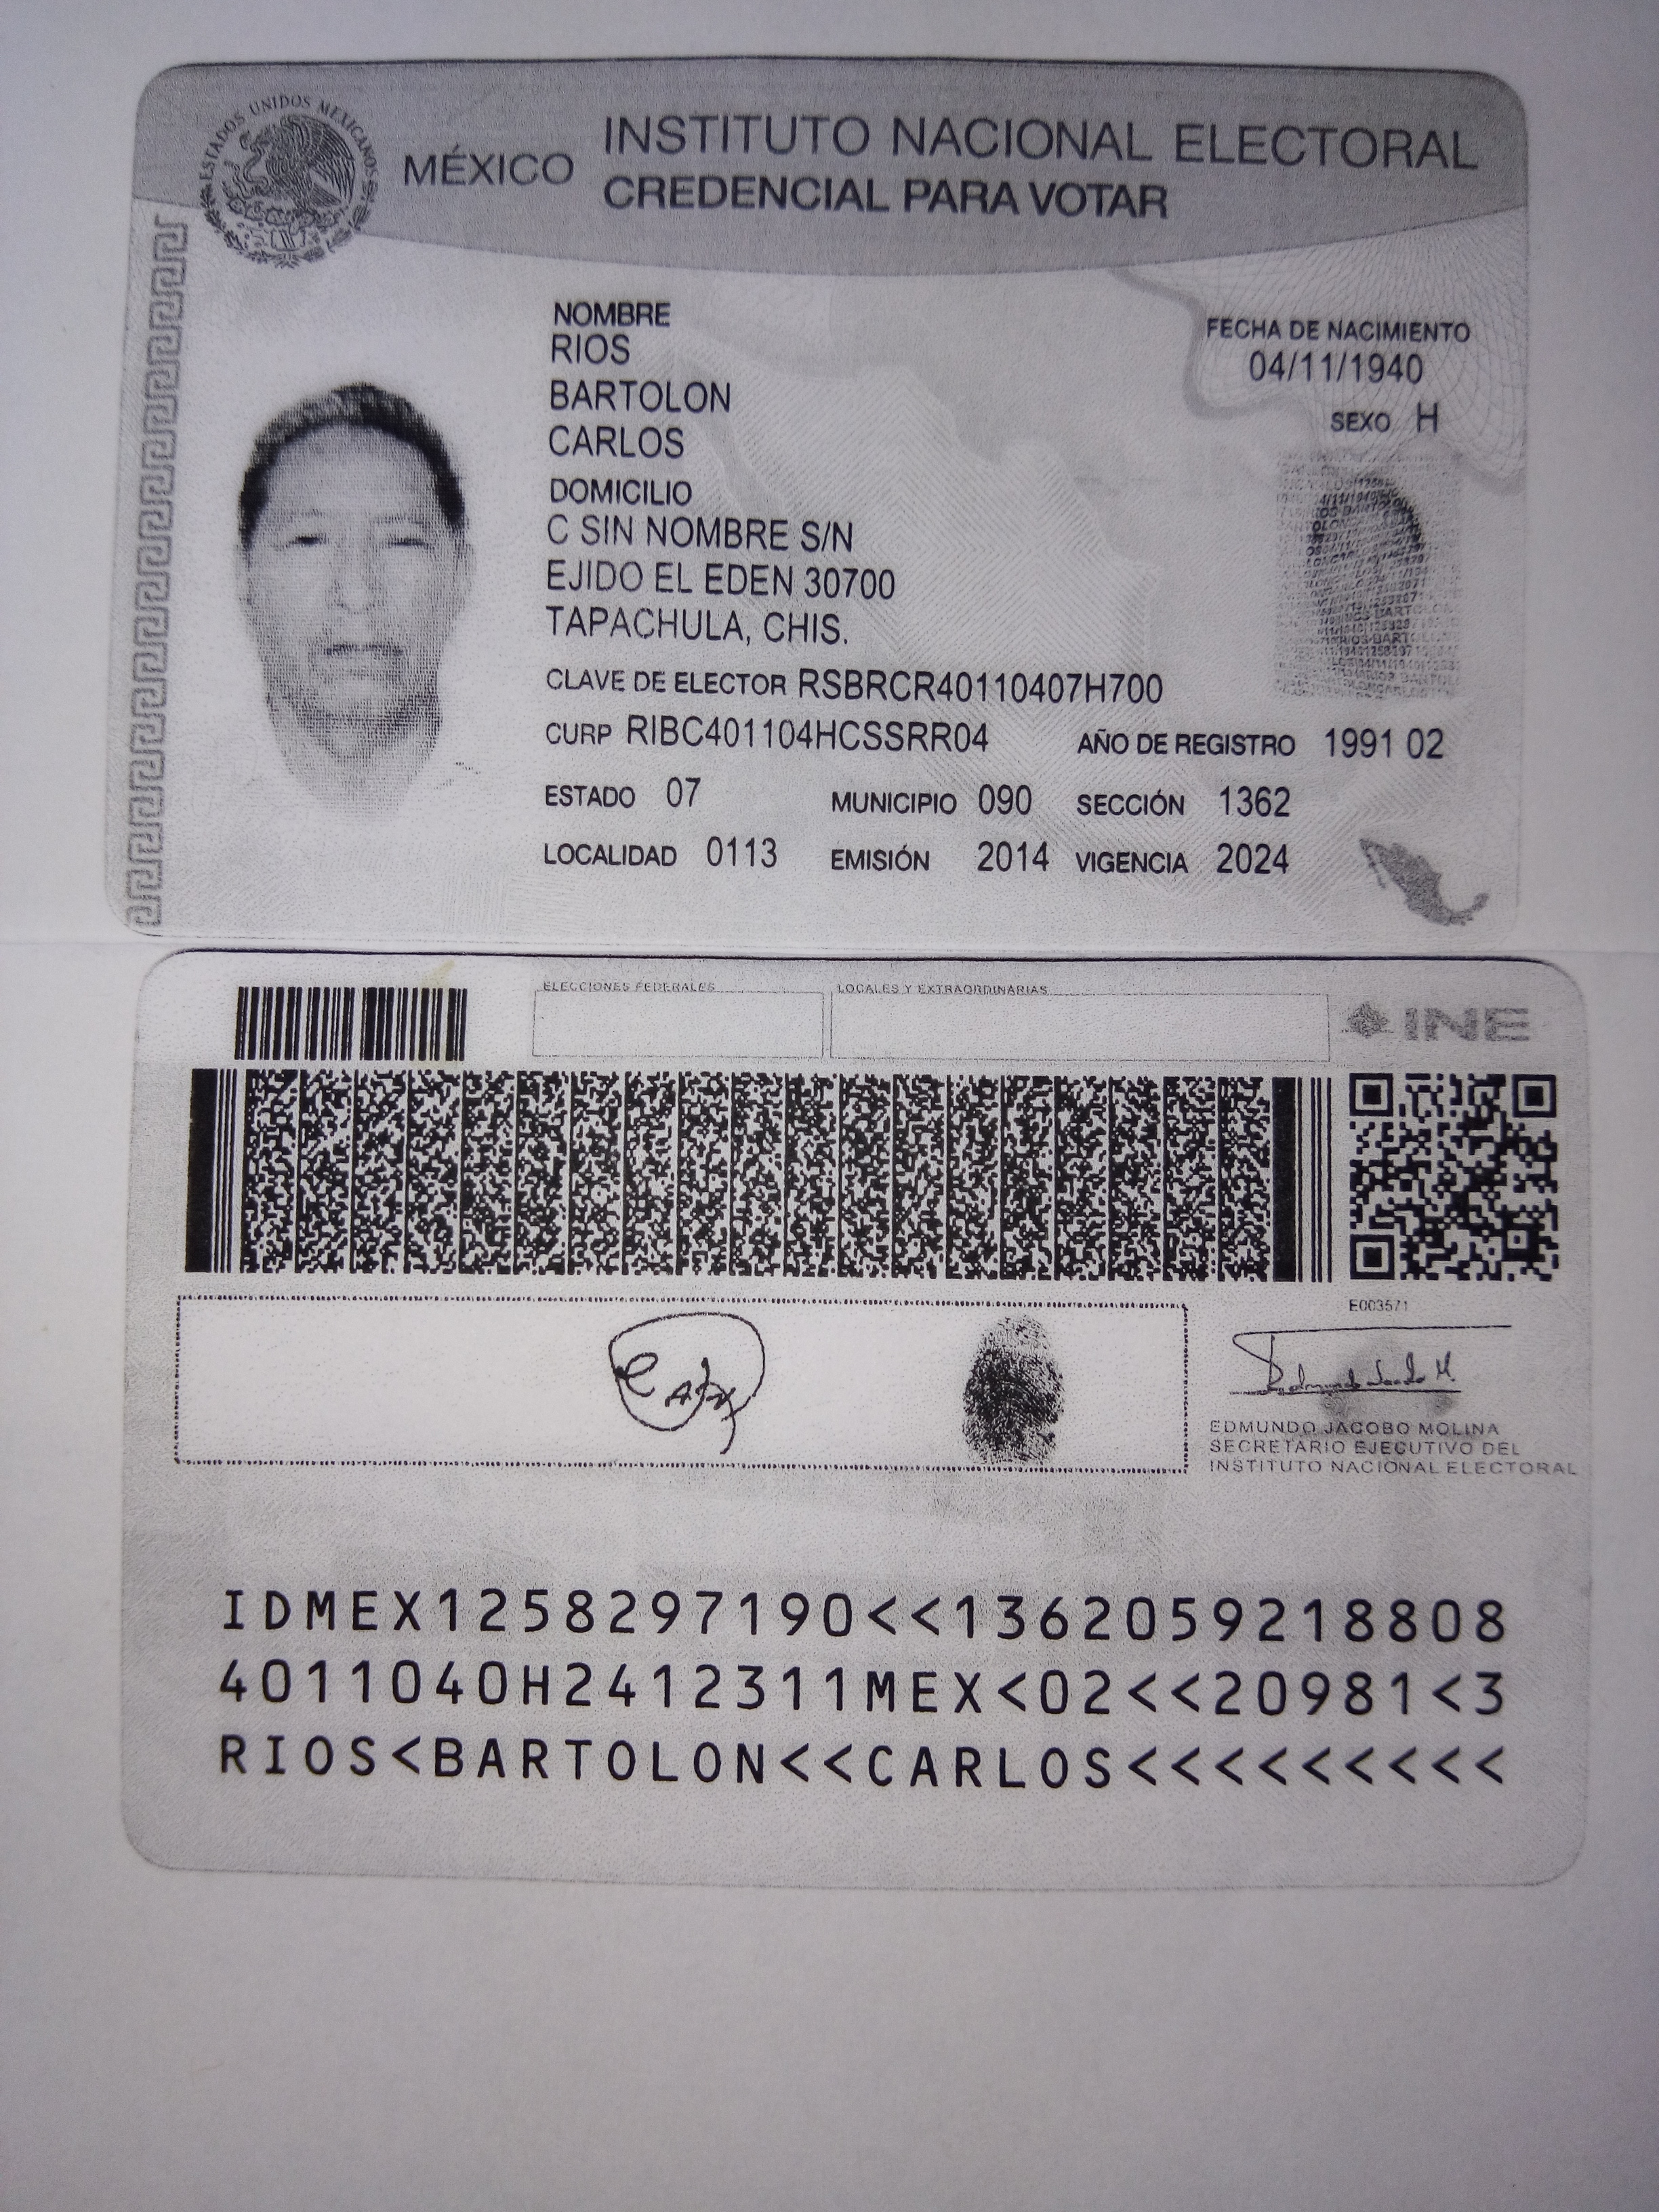 ESTADOS UNIDOS MEXICANOS
MÉXICO
INSTITUTO NACIONAL ELECTORAL
CREDENCIAL PARA VOTAR
NOMBRE
RIOS
BARTOLON
CARLOS
FECHA DE NACIMIENTO
04/11/1940
SEXO H
DOMICILIO
C SIN NOMBRE S/N
EJIDO EL EDEN 30700
TAPACHULA, CHIS.
CLAVE DE ELECTOR RSBRCR40110407H700
CURP RIBC401104HCSSRR04
AÑO DE REGISTRO 1991 02
ESTADO 07 MUNICIPIO 090 SECCIÓN 1362
LOCALIDAD 0113 EMISIÓN 2014 VIGENCIA 2024
ELECCIONES FEDERALES
LOCALES Y EXTRAORDINARIAS
INE
E003571
EDMUNDO JACOBO MOLINA
SECRETARIO EJECUTIVO DEL
INSTITUTO NACIONAL ELECTORAL
IDMEX1258297190<<1362059218808
4011040H2412311MEX<02<<20981<3
RIOS<BARTOLON<<CARLOS<<<<<<<<<